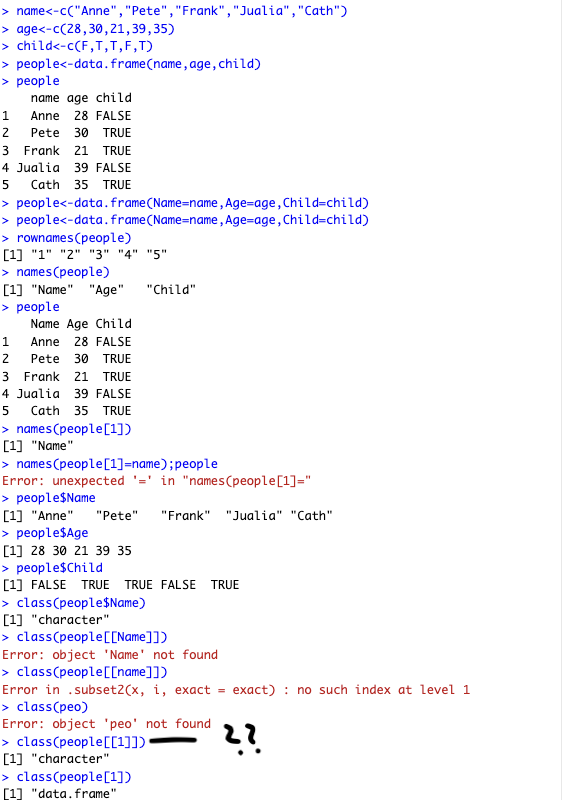 > name<-c("Anne","Pete","Frank","Jualia","Cath")
> age<-c(28,30,21,39,35)
> child<-c(F,T,T,F,T)
> people<-data.frame(name,age,child)
> people
    name age child
1   Anne  28 FALSE
2   Pete  30  TRUE
3  Frank  21  TRUE
4 Jualia  39 FALSE
5   Cath  35  TRUE
> people<-data.frame(Name=name,Age=age,Child=child)
> people<-data.frame(Name=name,Age=age,Child=child)
> rownames(people)
[1] "1" "2" "3" "4" "5"
> names(people)
[1] "Name"  "Age"   "Child"
> people
    Name Age Child
1   Anne  28 FALSE
2   Pete  30  TRUE
3  Frank  21  TRUE
4 Jualia  39 FALSE
5   Cath  35  TRUE
> names(people[1])
[1] "Name"
> names(people[1]=name);people
Error: unexpected '=' in "names(people[1]="
> people$Name
[1] "Anne"   "Pete"   "Frank"  "Jualia" "Cath"
> people$Age
[1] 28 30 21 39 35
> people$Child
[1] FALSE  TRUE  TRUE FALSE  TRUE
> class(people$Name)
[1] "character"
> class(people[[Name]])
Error: object 'Name' not found
> class(people[[name]])
Error in .subset2(x, i, exact = exact) : no such index at level 1
> class(peo)
Error: object 'peo' not found
> class(people[[1]]) ??
[1] "character"
> class(people[1])
[1] "data.frame"